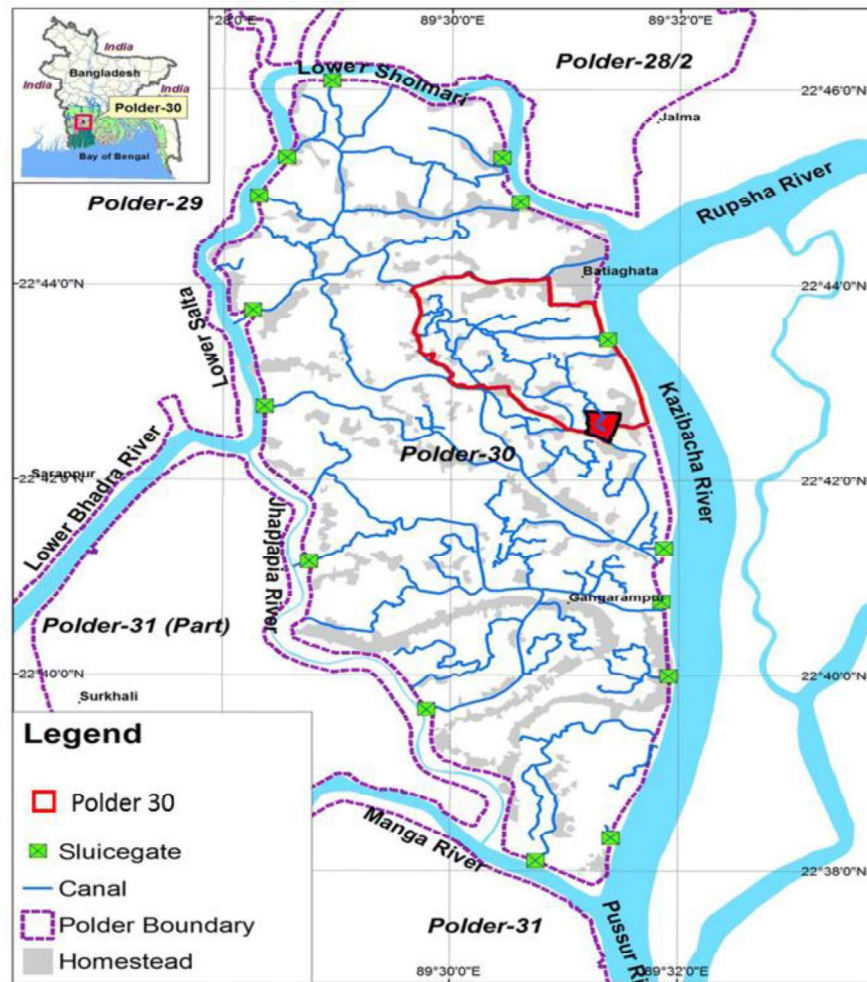 28'0"E
89°30'0"E
89°32'0"E
India
Bangladesh
India
India
Polder-30
Bay of Bengal
Lower Sholmari
Polder-28/2
22°46'0"N
Jalma
Polder-29
Rupsha River
22°44'0"N
Batiaghata
22°44'0"N
Lower Salta
Kazibacha River
Polder-30
Lower Bhadra River
22°42'0"N
22°42'0"N
Jhapjapia River
Gangarampur
Polder-31 (Part)
22°40'0"N
22°40'0"N
Surkhali
Legend
Polder 30
Sluicegate
Canal
Polder Boundary
Homestead
Manga River
22°38'0"N
Polder-31
Pussur Ri
89°30'0"E
89°32'0"E